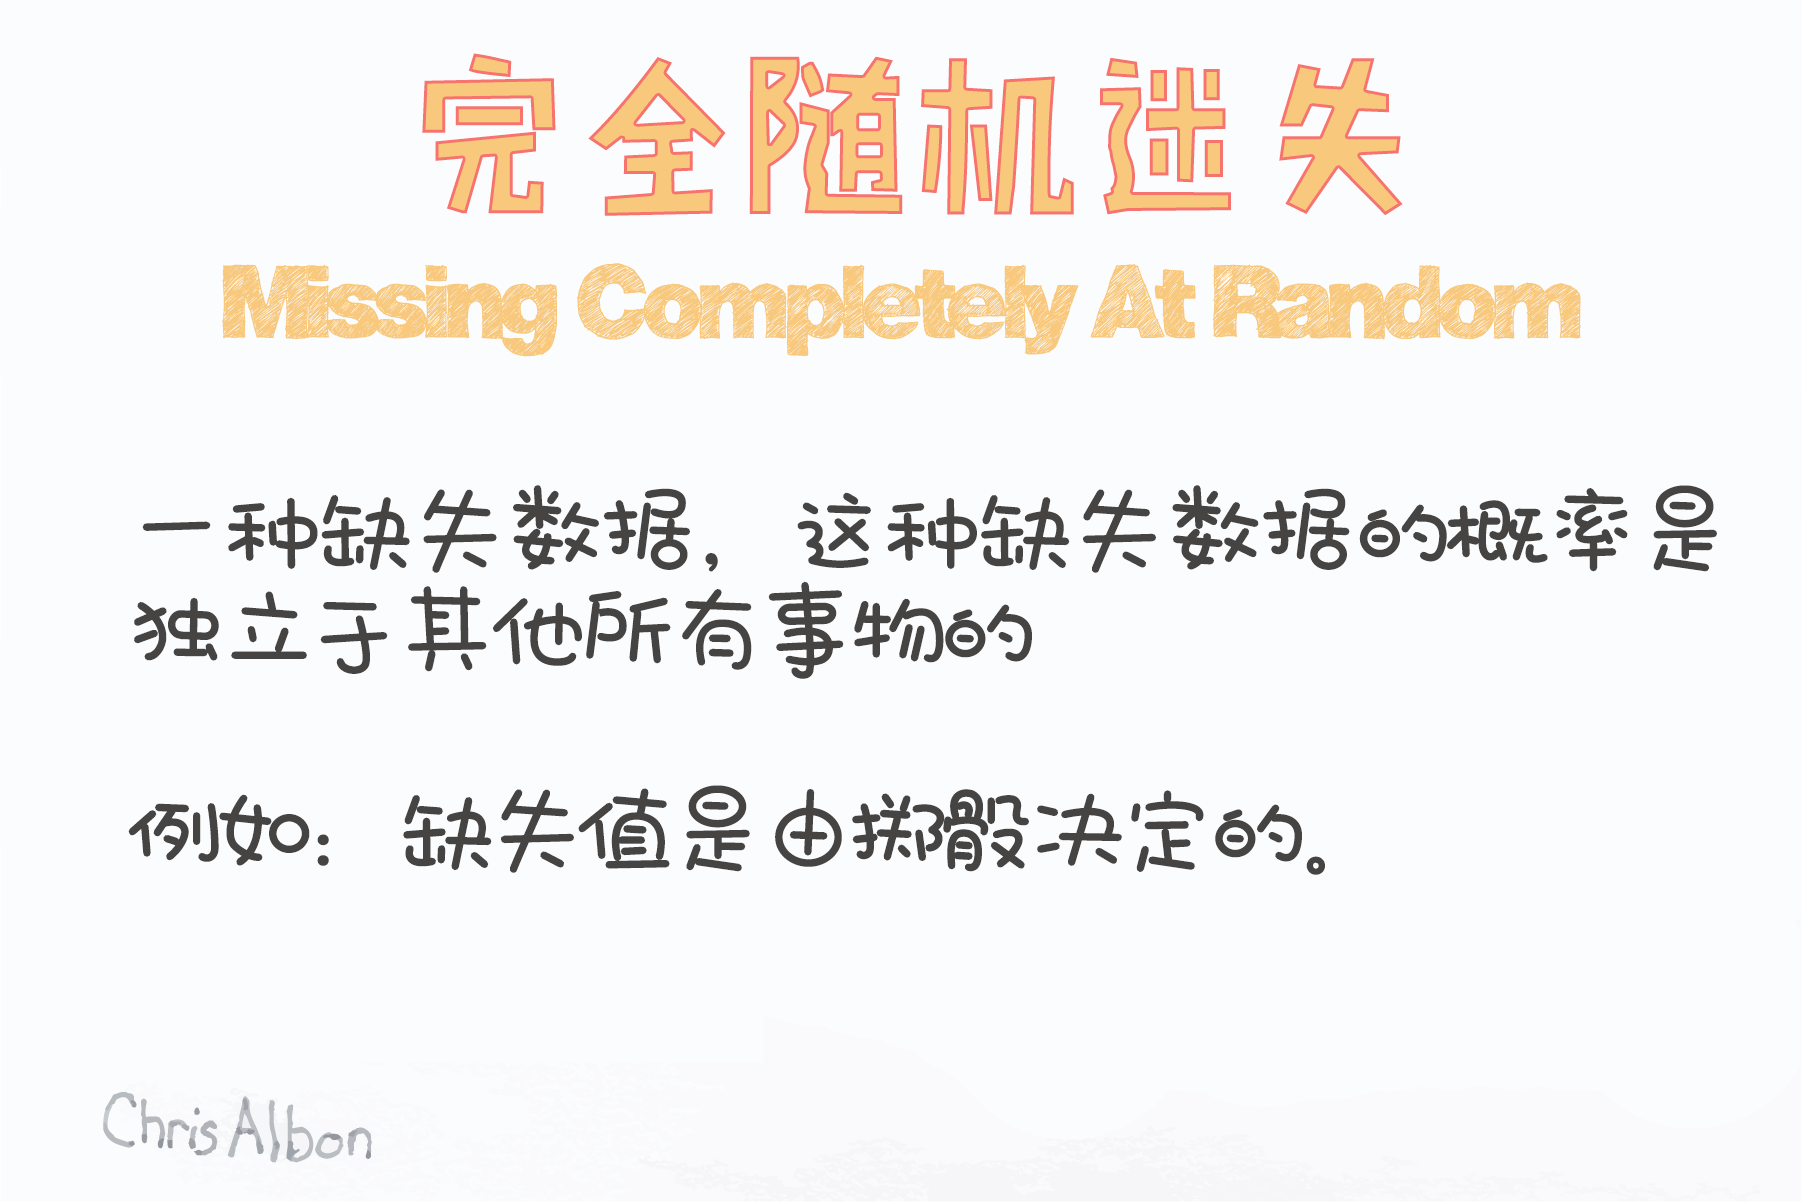 完全随机迷失
Missing Completely At Random
一种缺失数据，这种缺失数据的概率是
独立于其他所有事物的
例如：缺失值是由掷骰决定的。
Chris Albon